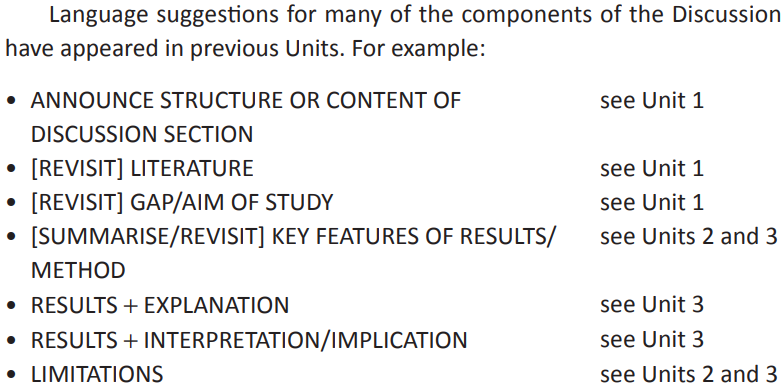 Language suggestions for many of the components of the Discussion
have appeared in previous Units. For example:
• ANNOUNCE STRUCTURE OR CONTENT OF see Unit 1
DISCUSSION SECTION
• [REVISIT] LITERATURE see Unit 1
• [REVISIT] GAP/AIM OF STUDY see Unit 1
• [SUMMARISE/REVISIT] KEY FEATURES OF RESULTS/ see Units 2 and 3
METHOD
• RESULTS + EXPLANATION see Unit 3
• RESULTS + INTERPRETATION/IMPLICATION see Unit 3
• LIMITATIONS see Units 2 and 3